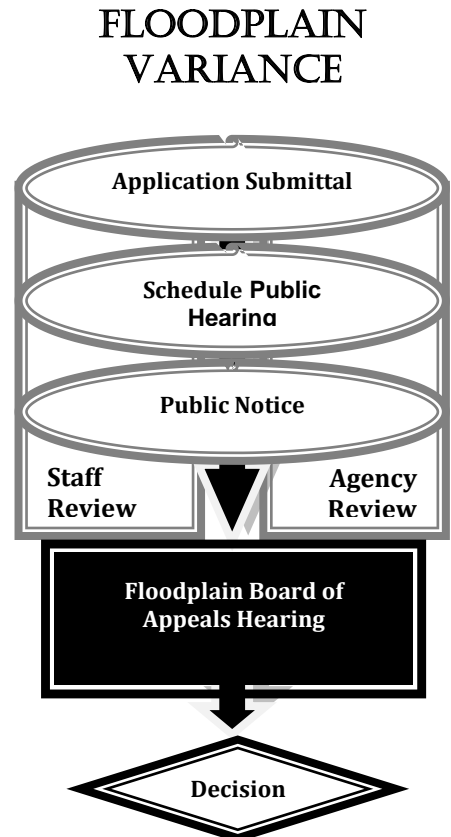 FLOODPLAIN
VARIANCE
Application Submittal
Schedule Public
Hearing
Public Notice
Staff
Review
Agency
Review
Floodplain Board of
Appeals Hearing
Decision